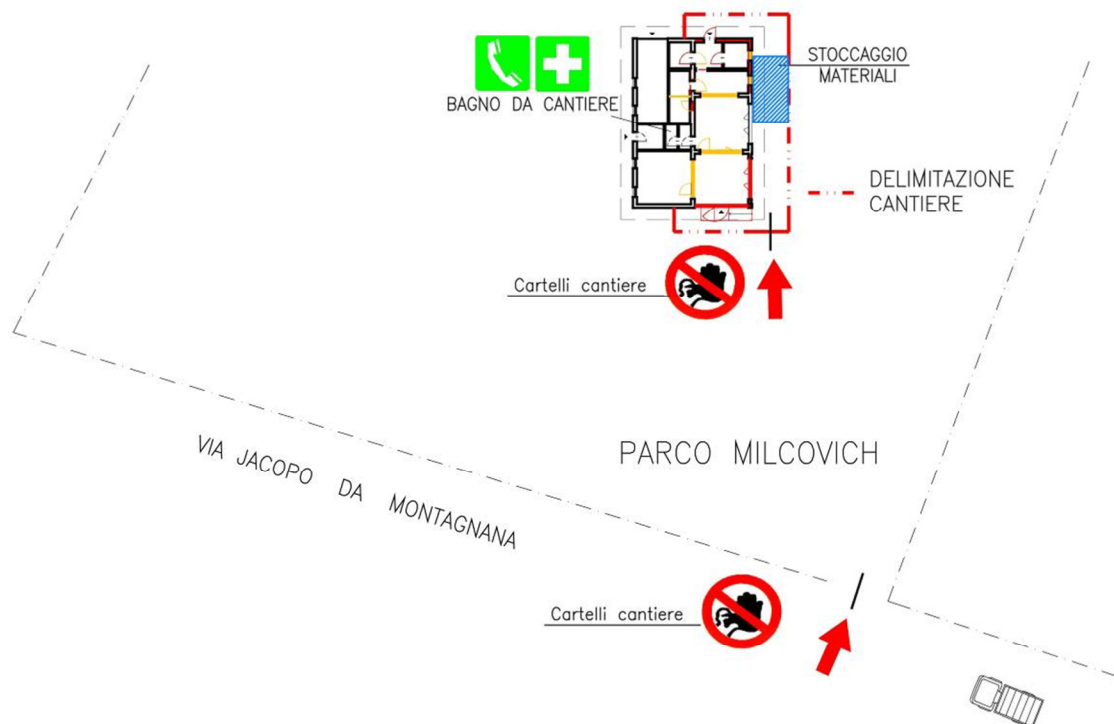 STOCCAGGIO
MATERIALI
BAGNO DA CANTIERE
DELIMITAZIONE
CANTIERE
Cartelli cantiere
PARCO MILCOVICH
VIA JACOPO DA MONTAGNANA
Cartelli cantiere